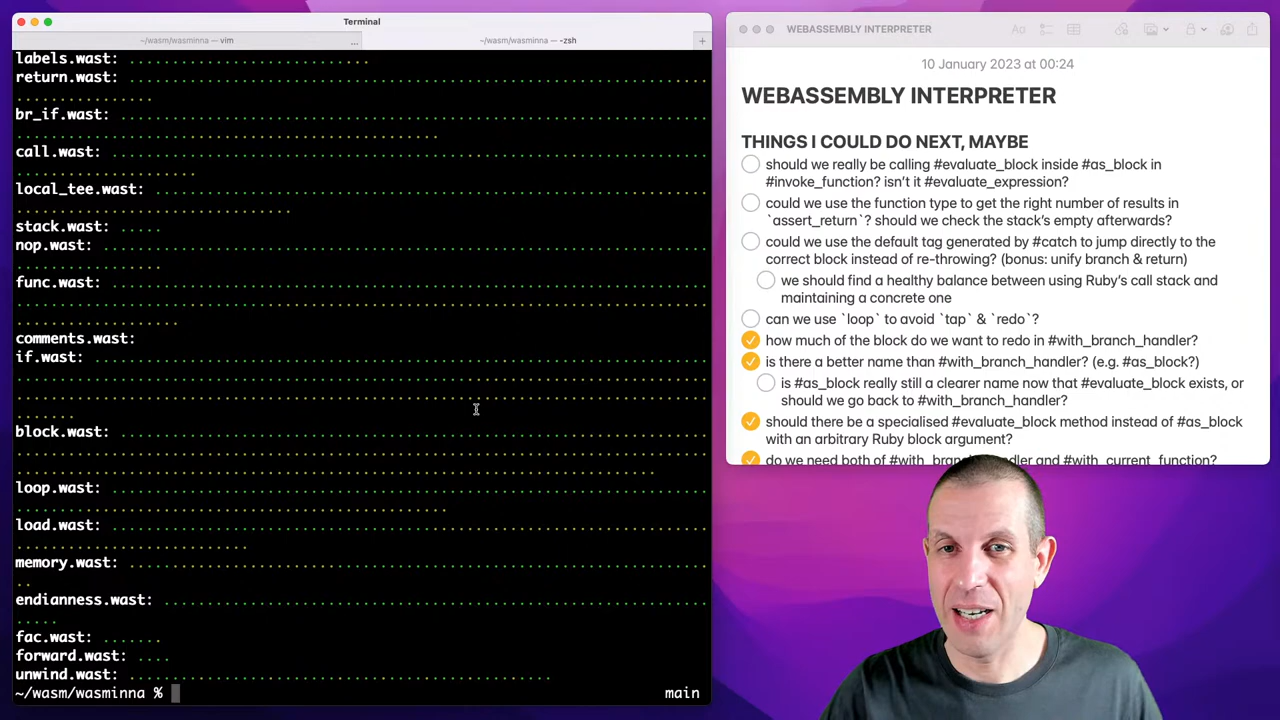 Terminal
~/wasm/wasminna — vim
...
~/wasm/wasminna — -zsh
+
labels.wast:
return.wast:
br_if.wast:
call.wast:
local_tee.wast:
stack.wast:
nop.wast:
func.wast:
comments.wast:
if.wast:
block.wast:
loop.wast:
load.wast:
memory.wast:
endianness.wast:
fac.wast:
forward.wast:
unwind.wast:
~/wasm/wasminna % main
WEBASSEMBLY INTERPRETER
Aa
10 January 2023 at 00:24
WEBASSEMBLY INTERPRETER
THINGS I COULD DO NEXT, MAYBE
should we really be calling #evaluate_block inside #as_block in
#invoke_function? isn't it #evaluate_expression?
could we use the function type to get the right number of results in
`assert_return`? should we check the stack's empty afterwards?
could we use the default tag generated by #catch to jump directly to the
correct block instead of re-throwing? (bonus: unify branch & return)
we should find a healthy balance between using Ruby's call stack and
maintaining a concrete one
can we use `loop` to avoid `tap` & `redo`?
how much of the block do we want to redo in #with_branch_handler?
is there a better name than #with_branch_handler? (e.g. #as_block?)
is #as_block really still a clearer name now that #evaluate_block exists, or
should we go back to #with_branch_handler?
should there be a specialised #evaluate_block method instead of #as_block
with an arbitrary Ruby block argument?
do we need both of #with_branch_handler and #with_current_function?